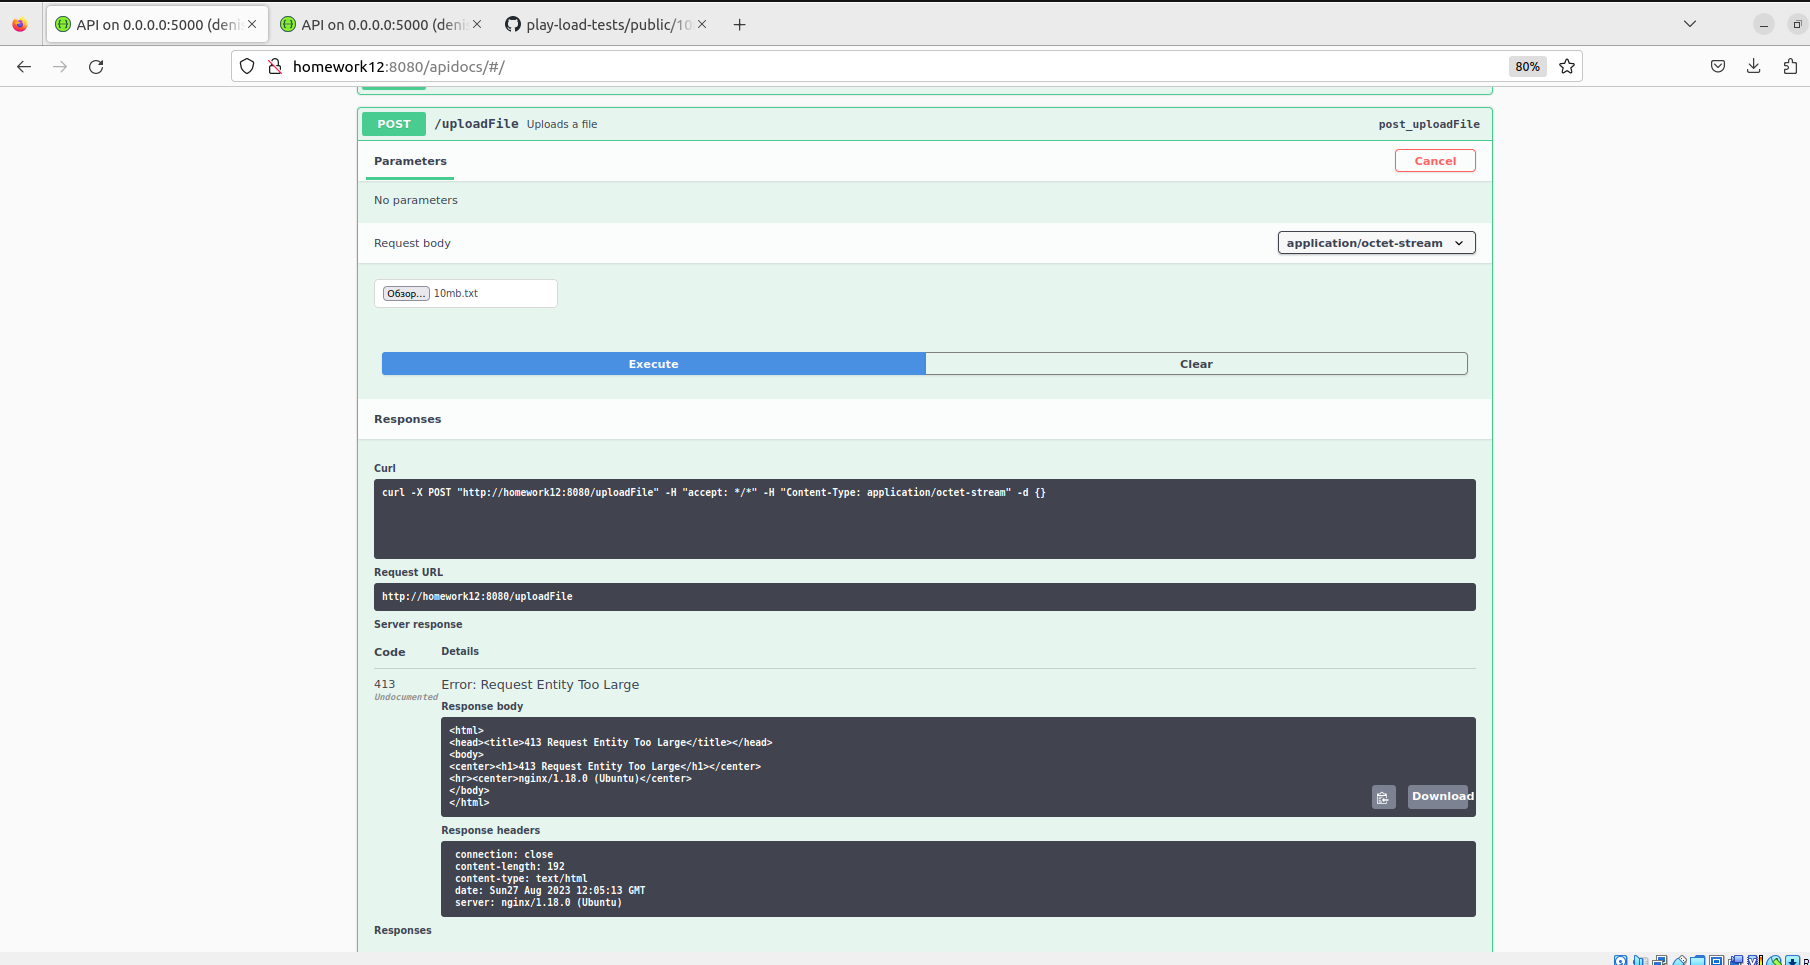 API on 0.0.0.0:5000 (deni
API on 0.0.0.0:5000 (deni
play-load-tests/public/10
homework12:8080/apidocs/#/
80%
POST /uploadFile Uploads a file post_uploadFile
Parameters Cancel
No parameters
Request body application/octet-stream
Обзор... 10mb.txt
Execute Clear
Responses
Curl
curl -X POST "http://homework12:8080/uploadFile" -H "accept: */*" -H "Content-Type: application/octet-stream" -d {}
Request URL
http://homework12:8080/uploadFile
Server response
Code Details
413 Error: Request Entity Too Large
Undocumented
Response body
<html>
<head><title>413 Request Entity Too Large</title></head>
<body>
<center><h1>413 Request Entity Too Large</h1></center>
<hr><center>nginx/1.18.0 (Ubuntu)</center>
</body>
</html>
Download
Response headers
connection: close
content-length: 192
content-type: text/html
date: Sun27 Aug 2023 12:05:13 GMT
server: nginx/1.18.0 (Ubuntu)
Responses